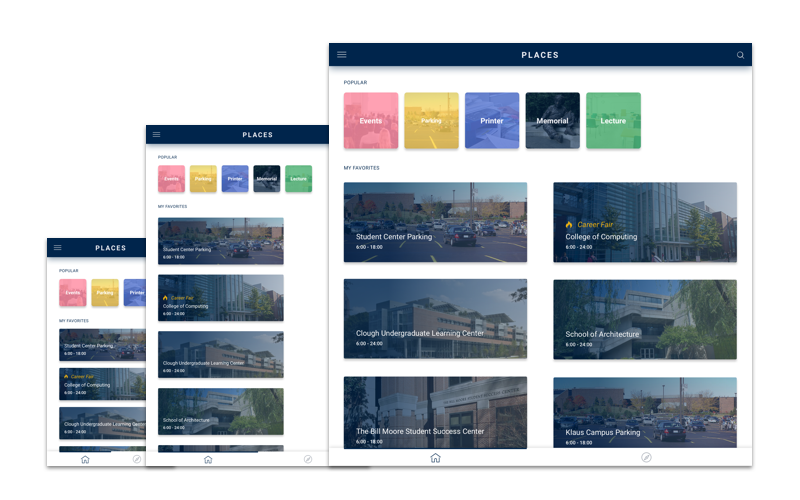 PLACES
POPULAR
Events
Parking
Printer
Memorial
Lecture
MY FAVORITES
Student Center Parking
6:00 - 18:00
Career Fair
College of Computing
6:00 - 24:00
Clough Undergraduate Learning Center
6:00 - 24:00
School of Architecture
6:00 - 24:00
The Bill Moore Student Success Center
6:00 - 18:00
Klaus Campus Parking
6:00 - 18:00
PLACES
POPULAR
Events
Parking
Printer
Memorial
Lecture
MY FAVORITES
Student Center Parking
6:00 - 18:00
Career Fair
College of Computing
6:00 - 24:00
Clough Undergraduate Learning Center
6:00 - 24:00
School of Architecture
6:00 - 24:00
PLACES
POPULAR
Events
Parking
Printer
MY FAVORITES
Student Center Parking
6:00 - 18:00
Career Fair
College of Computing
6:00 - 24:00
Clough Undergraduate Learning Center
6:00 - 24:00